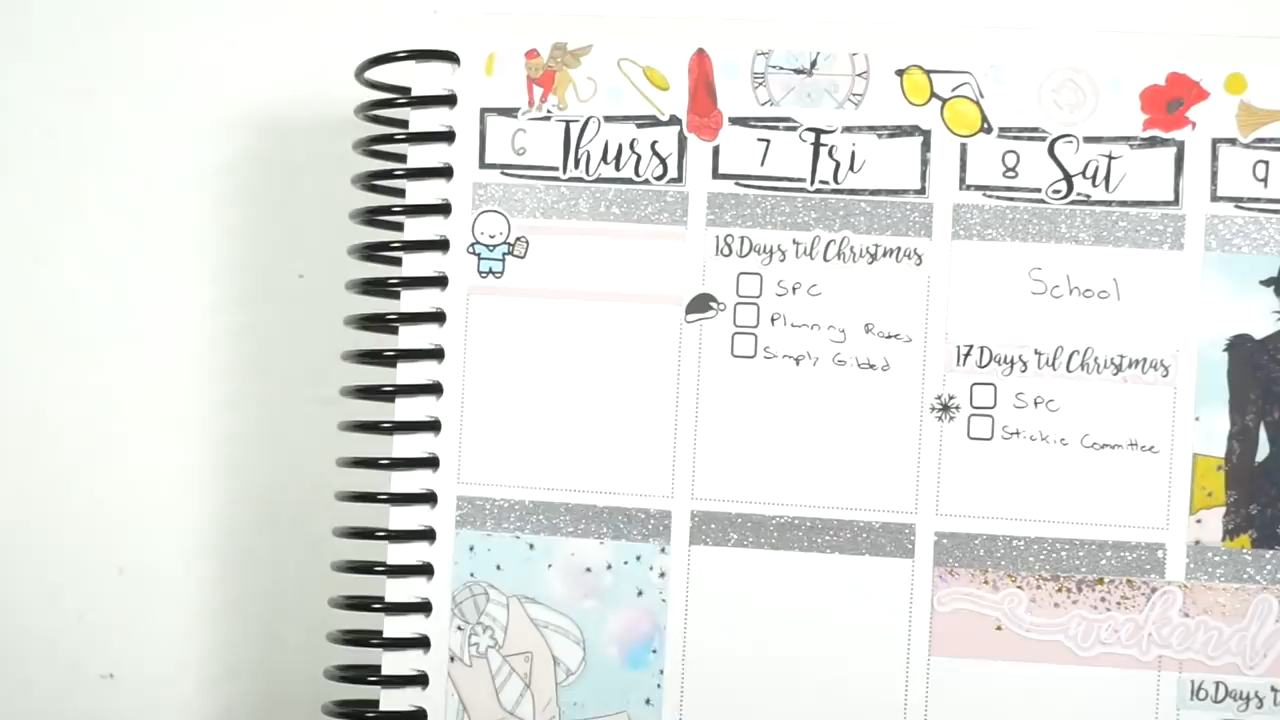 6 Thurs
7 Fri
8 Sat
9
18 Days 'til Christmas
SPC
Planning Roses
Simply Gilded
School
17 Days 'til Christmas
SPC
Stickie Committee
weekend
16 Days 't